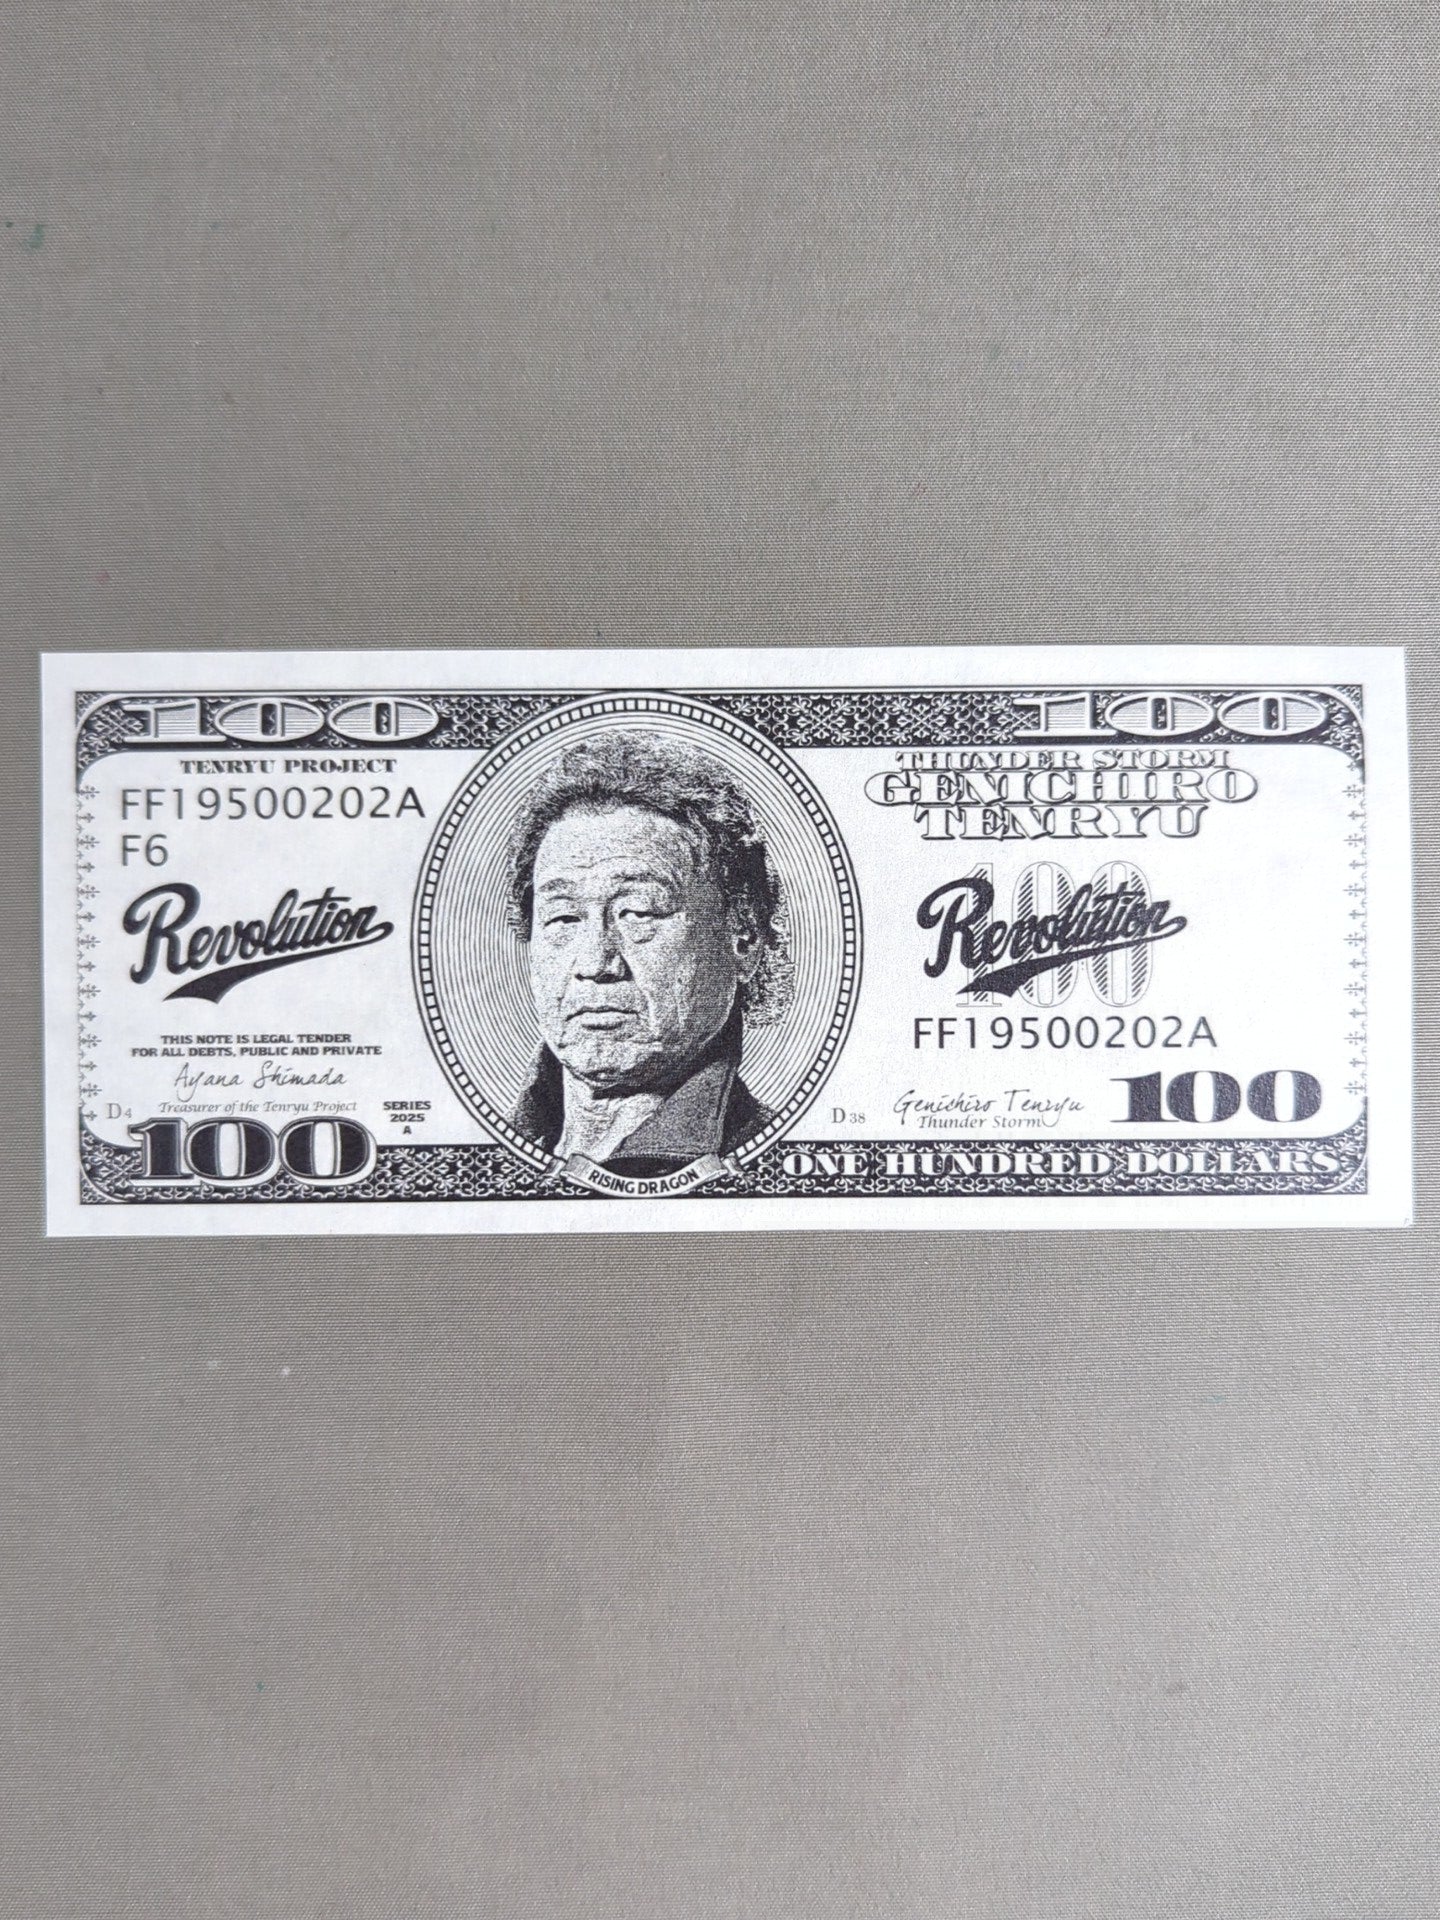 100
100
TENRYU PROJECT
FF19500202A
F6
Revolution
THIS NOTE IS LEGAL TENDER
FOR ALL DEBTS, PUBLIC AND PRIVATE
Ayana Shimada
Treasurer of the Tenryu Project
D4
SERIES
2025
A
100
RISING DRAGON
THUNDER STORM
GENICHIRO
TENRYU
100
Revolution
FF19500202A
D38
Genichiro Tenryu
Thunder Storm
100
ONE HUNDRED DOLLARS